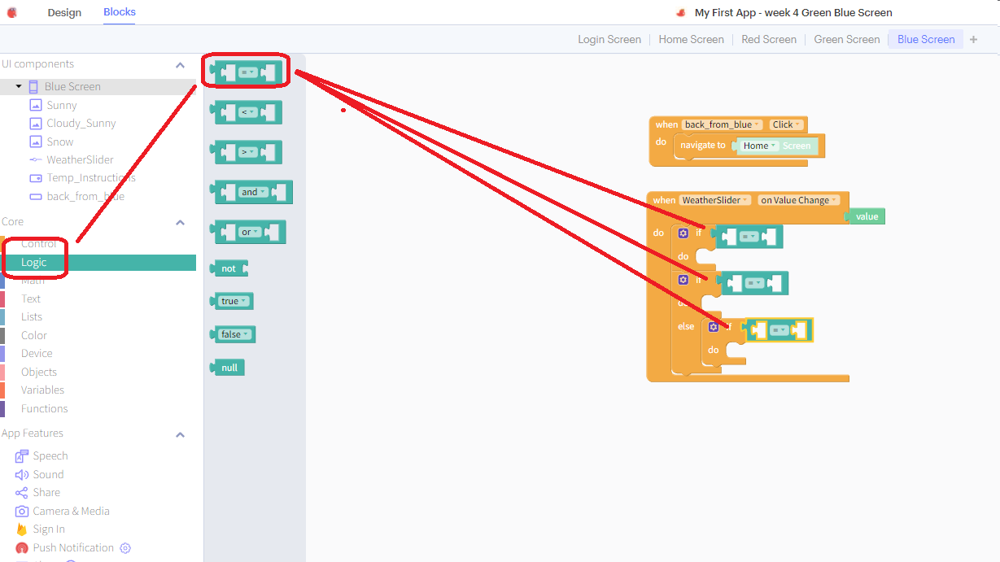 Design
Blocks
My First App - week 4 Green Blue Screen
Login Screen
Home Screen
Red Screen
Green Screen
Blue Screen
+
UI components
Blue Screen
Sunny
Cloudy_Sunny
Snow
WeatherSlider
Temp_Instructions
back_from_blue
Core
Control
Logic
Math
Text
Lists
Color
Device
Objects
Variables
Functions
App Features
Speech
Sound
Share
Camera & Media
Sign In
Push Notification
=
<
>
and
or
not
true
false
null
when back_from_blue Click
do navigate to Home Screen
when WeatherSlider on Value Change
value
do if =
do
if =
do
else if =
do